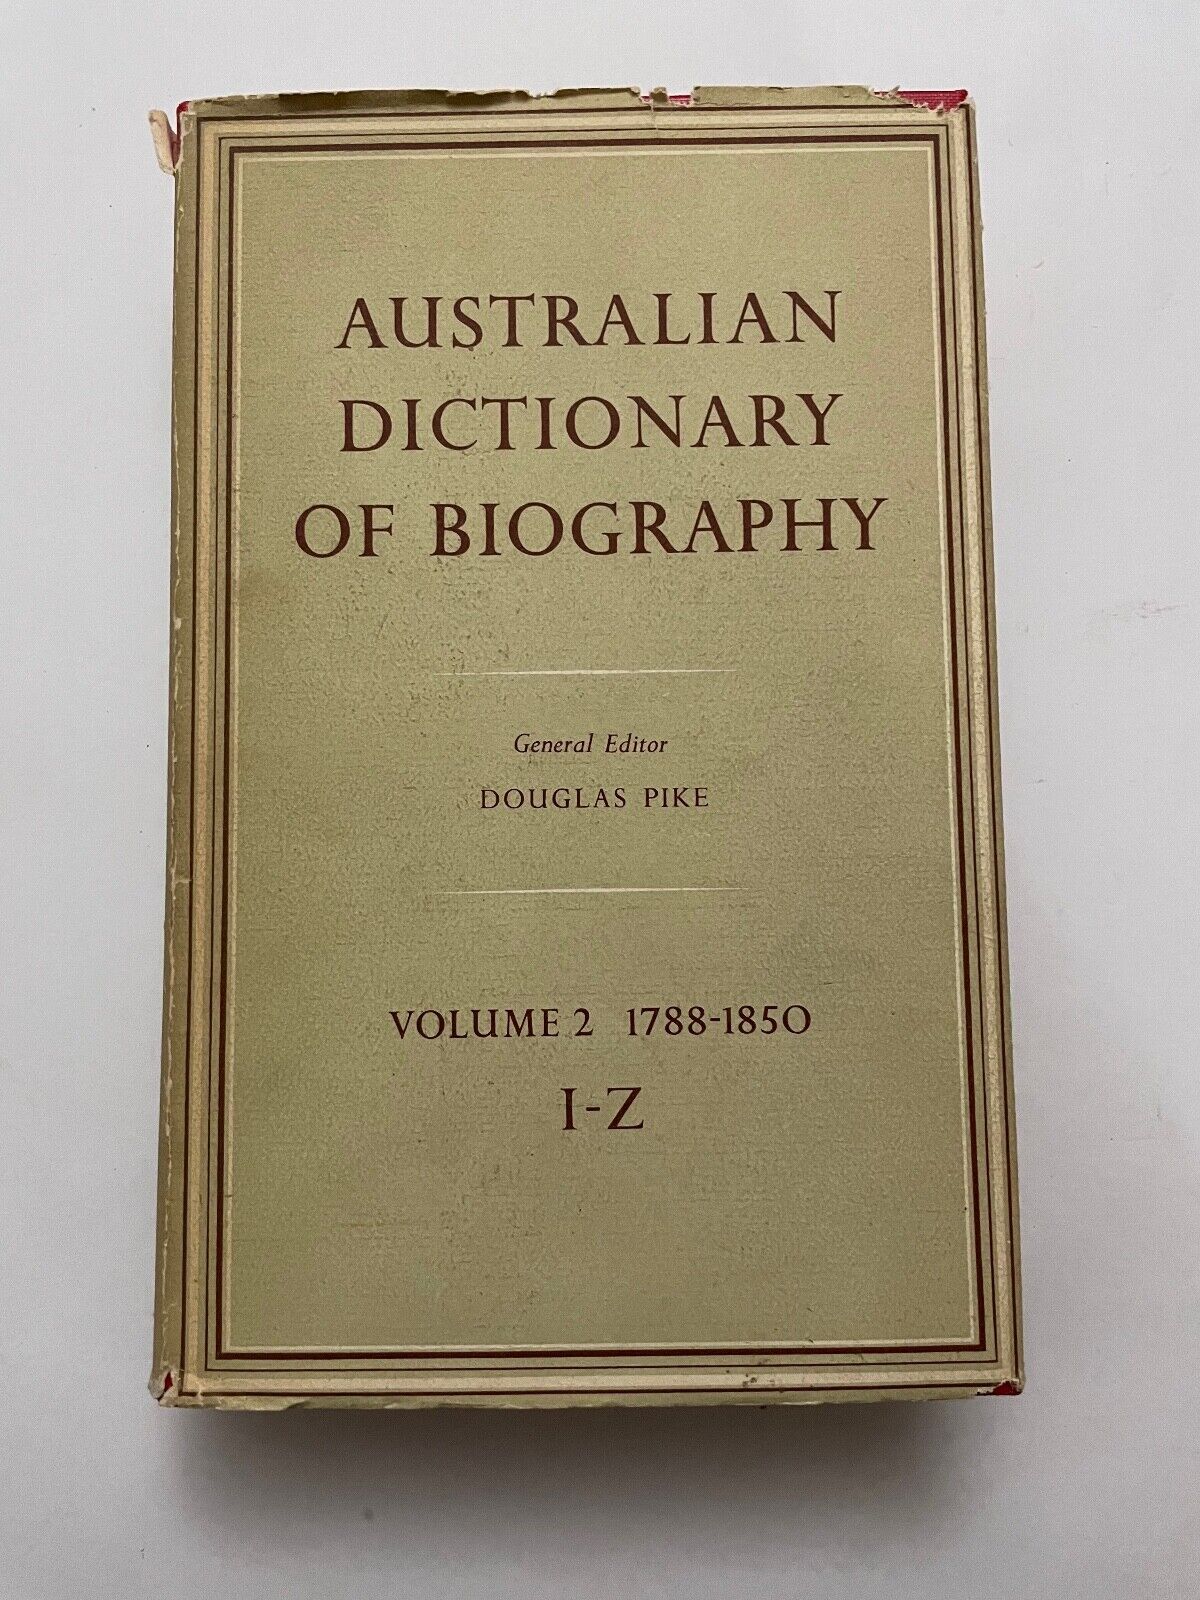 AUSTRALIAN
DICTIONARY
OF BIOGRAPHY
General Editor
DOUGLAS PIKE
VOLUME 2 1788-1850
I-Z